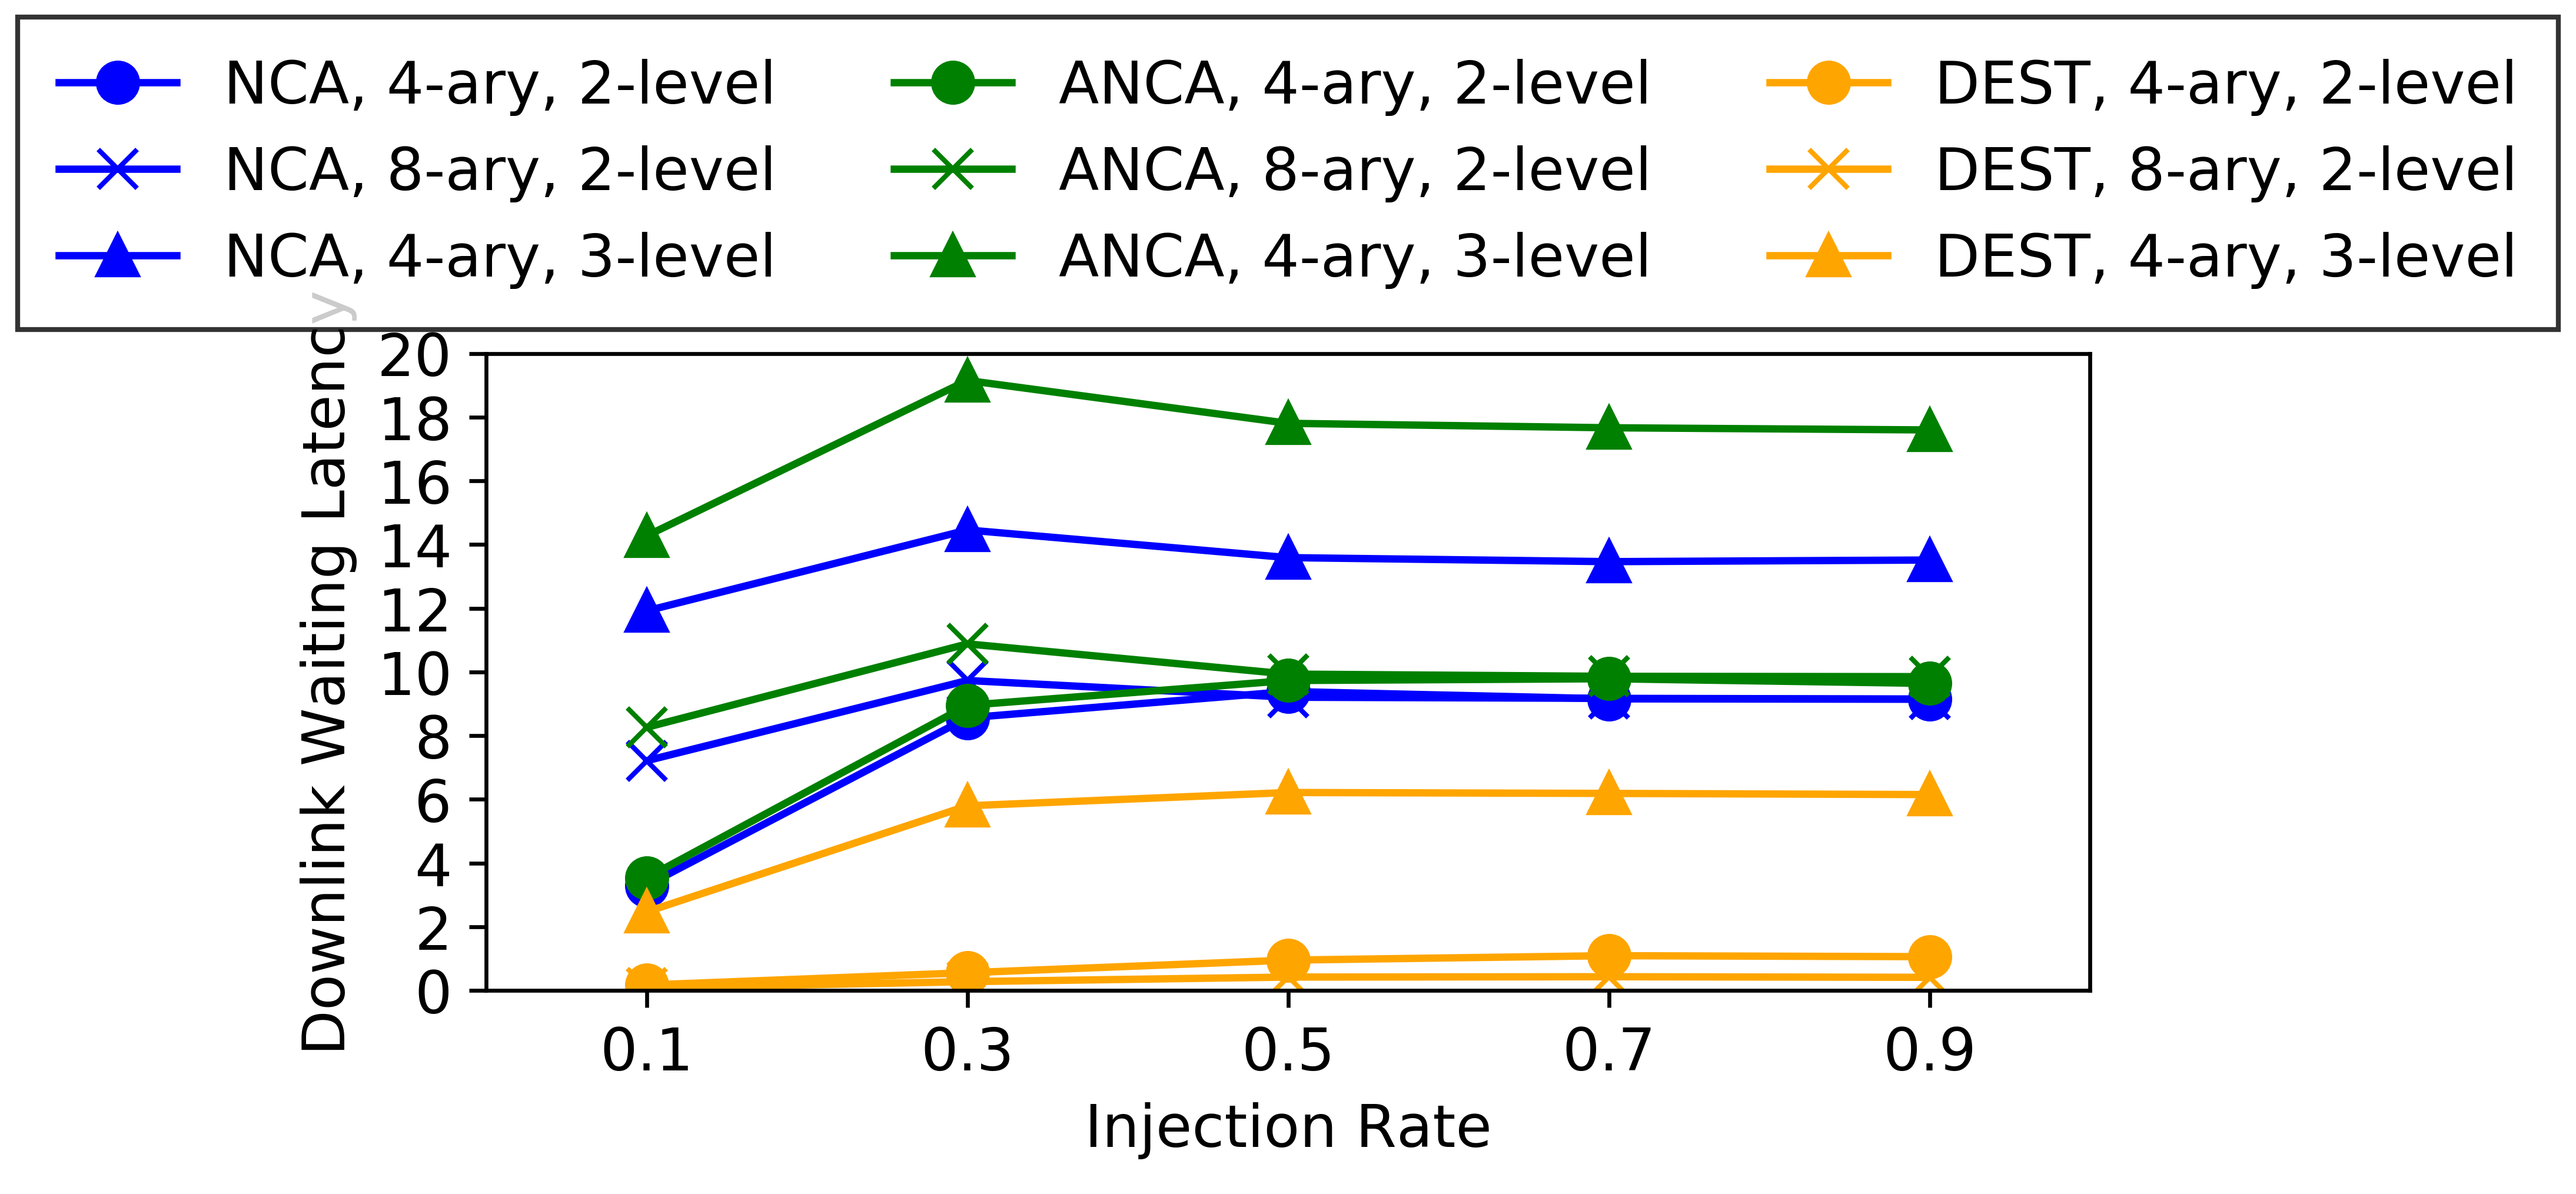 NCA, 4-ary, 2-level
NCA, 8-ary, 2-level
NCA, 4-ary, 3-level
ANCA, 4-ary, 2-level
ANCA, 8-ary, 2-level
ANCA, 4-ary, 3-level
DEST, 4-ary, 2-level
DEST, 8-ary, 2-level
DEST, 4-ary, 3-level
Downlink Waiting Latency
20
18
16
14
12
10
8
6
4
2
0
0.1 0.3 0.5 0.7 0.9
Injection Rate